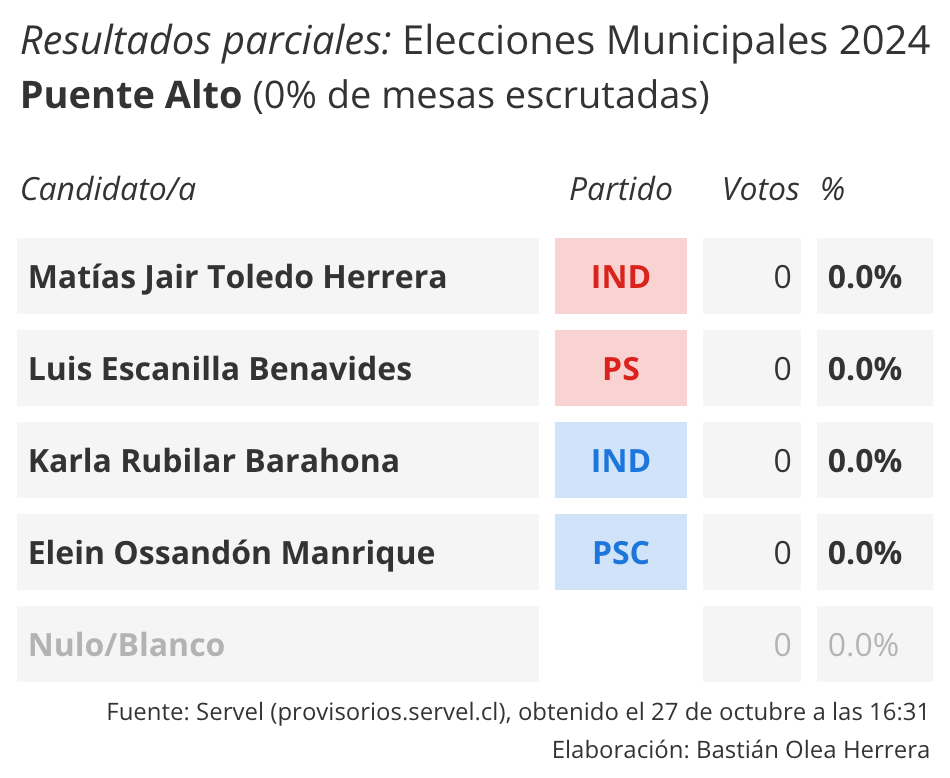 Resultados parciales: Elecciones Municipales 2024
Puente Alto (0% de mesas escrutadas)
Candidato/a Partido Votos %
Matías Jair Toledo Herrera IND 0 0.0%
Luis Escanilla Benavides PS 0 0.0%
Karla Rubilar Barahona IND 0 0.0%
Elein Ossandón Manrique PSC 0 0.0%
Nulo/Blanco 0 0.0%
Fuente: Servel (provisorios.servel.cl), obtenido el 27 de octubre a las 16:31
Elaboración: Bastián Olea Herrera